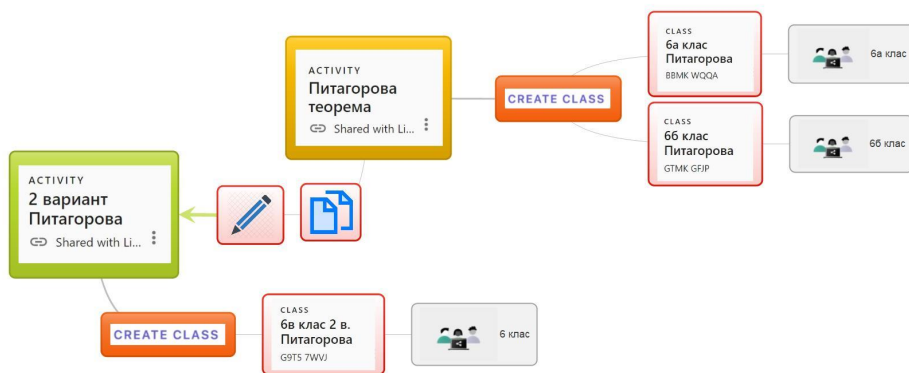 ACTIVITY
Питагорова
теорема
Shared with Li...
CREATE CLASS
CLASS
6а клас
Питагорова
BBMK WQQA
6а клас
CLASS
6б клас
Питагорова
GTMK GFJP
6б клас
ACTIVITY
2 вариант
Питагорова
Shared with Li...
CREATE CLASS
CLASS
6в клас 2 в.
Питагорова
G9T5 7WVJ
6 клас